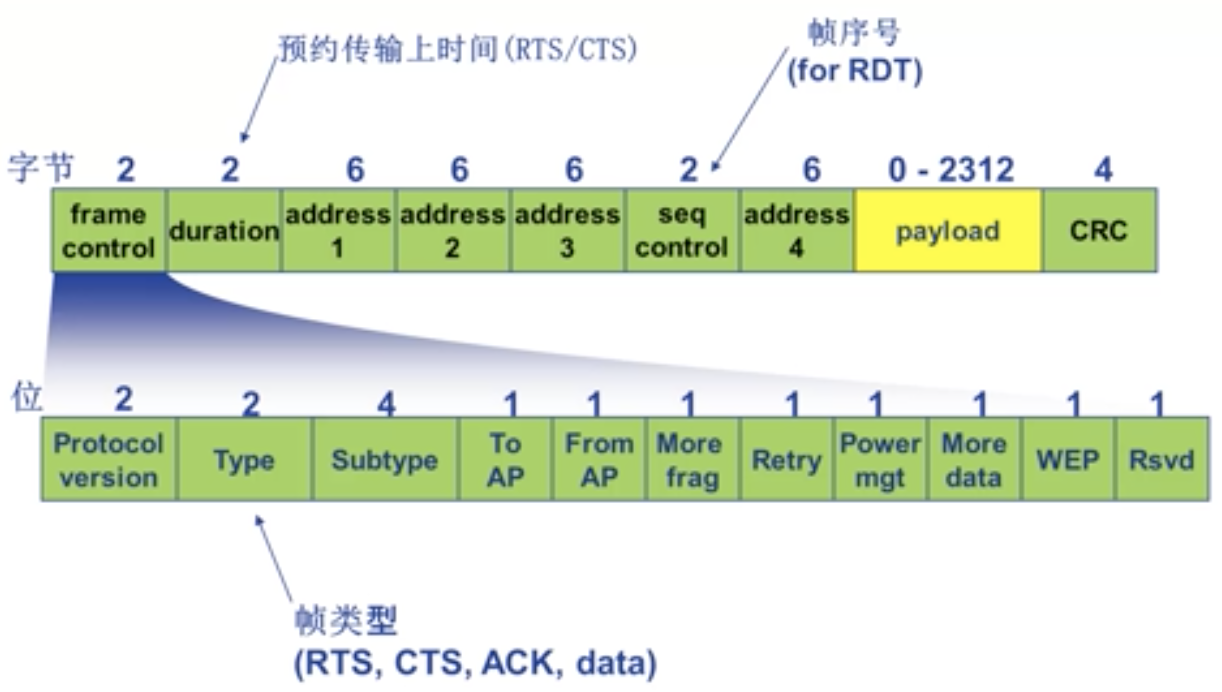 预约传输上时间(RTS/CTS)
帧序号
(for RDT)
字节 2 2 6 6 6 2 6 0 - 2312 4
frame control duration address 1 address 2 address 3 seq control address 4 payload CRC
位 2 2 4 1 1 1 1 1 1 1 1
Protocol version Type Subtype To AP From AP More frag Retry Power mgt More data WEP Rsvd
帧类型
(RTS, CTS, ACK, data)